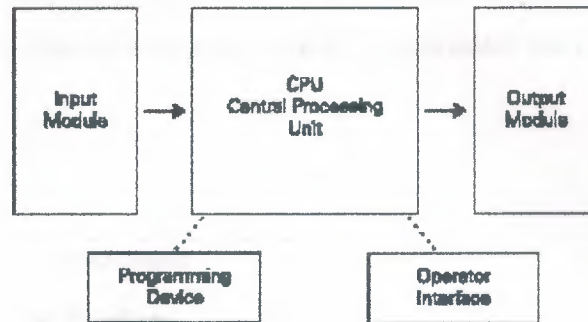 Input
Module
CPU
Central Processing
Unit
Output
Module
Programming
Device
Operator
Interface